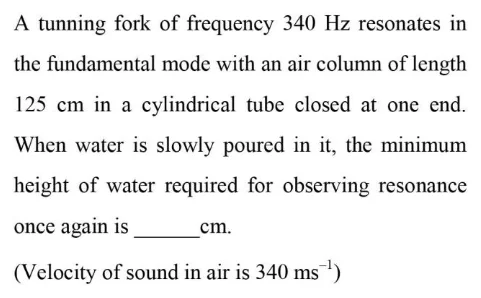 A tunning fork of frequency 340 Hz resonates in
the fundamental mode with an air column of length
125 cm in a cylindrical tube closed at one end.
When water is slowly poured in it, the minimum
height of water required for observing resonance
once again is ______cm.
(Velocity of sound in air is 340 ms⁻¹)